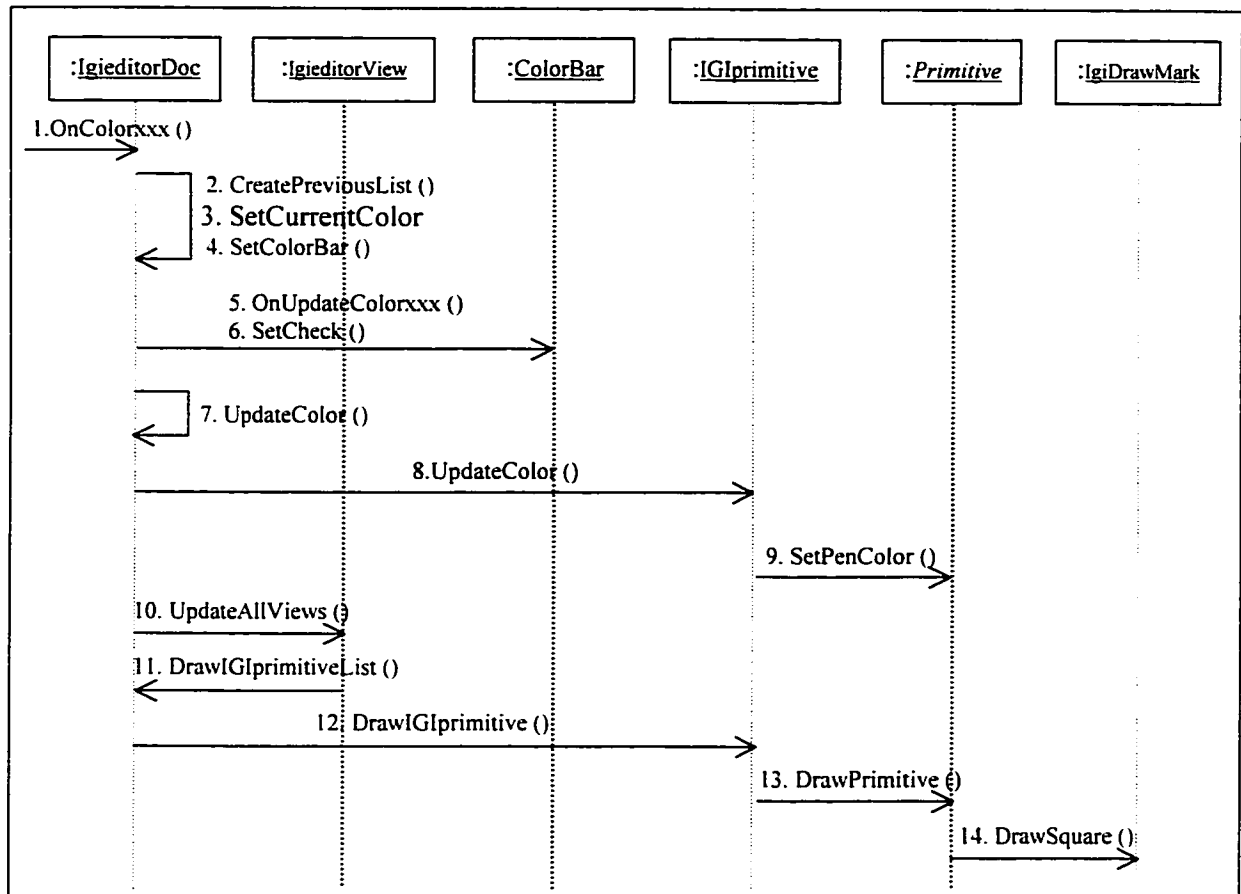 :IgieditorDoc
:IgieditorView
:ColorBar
:IGIprimitive
:Primitive
:IgiDrawMark
1.OnColorxxx ()
2. CreatePreviousList ()
3. SetCurrentColor
4. SetColorBar ()
5. OnUpdateColorxxx ()
6. SetCheck ()
7. UpdateColor ()
8.UpdateColor ()
9. SetPenColor ()
10. UpdateAllViews ()
11. DrawIGIprimitiveList ()
12. DrawIGIprimitive ()
13. DrawPrimitive ()
14. DrawSquare ()